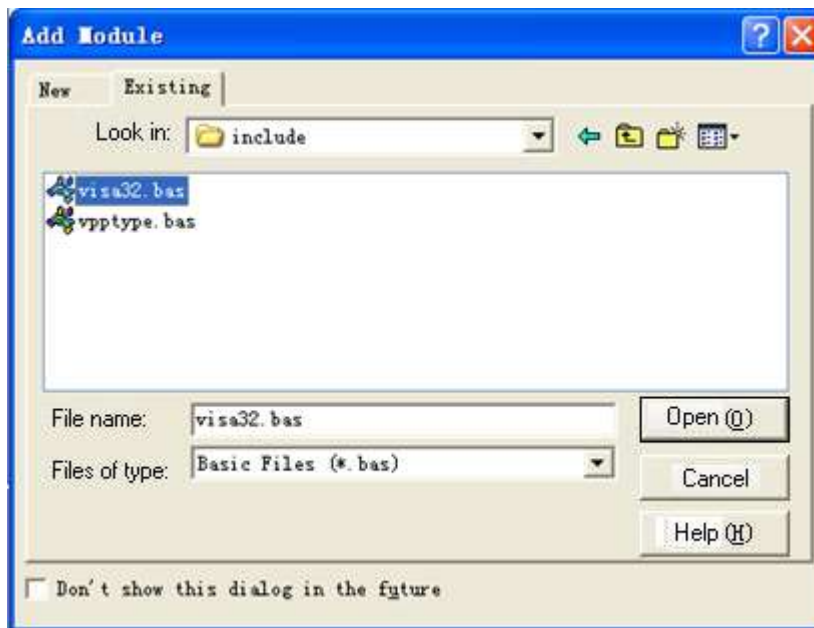 Add Module
New Existing
Look in: include
visa32.bas
vpptype.bas
File name: visa32.bas
Open (O)
Files of type: Basic Files (*.bas)
Cancel
Help (H)
Don't show this dialog in the future